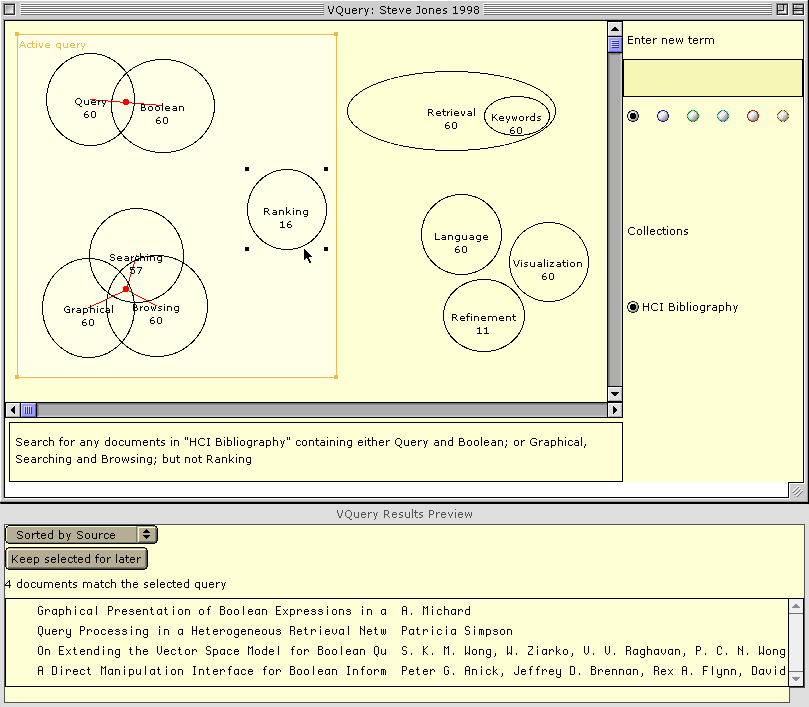 VQuery: Steve Jones 1998
Active query
Query
60
Boolean
60
Retrieval
60
Keywords
60
Ranking
16
Searching
57
Graphical
60
Browsing
60
Language
60
Visualization
60
Refinement
11
Enter new term
Collections
HCI Bibliography
Search for any documents in "HCI Bibliography" containing either Query and Boolean; or Graphical,
Searching and Browsing; but not Ranking
VQuery Results Preview
Sorted by Source
Keep selected for later
4 documents match the selected query
Graphical Presentation of Boolean Expressions in a A. Michard
Query Processing in a Heterogeneous Retrieval Netw Patricia Simpson
On Extending the Vector Space Model for Boolean Qu S. K. M. Wong, W. Ziarko, V. V. Raghavan, P. C. N. Wong
A Direct Manipulation Interface for Boolean Inform Peter G. Anick, Jeffrey D. Brennan, Rex A. Flynn, David